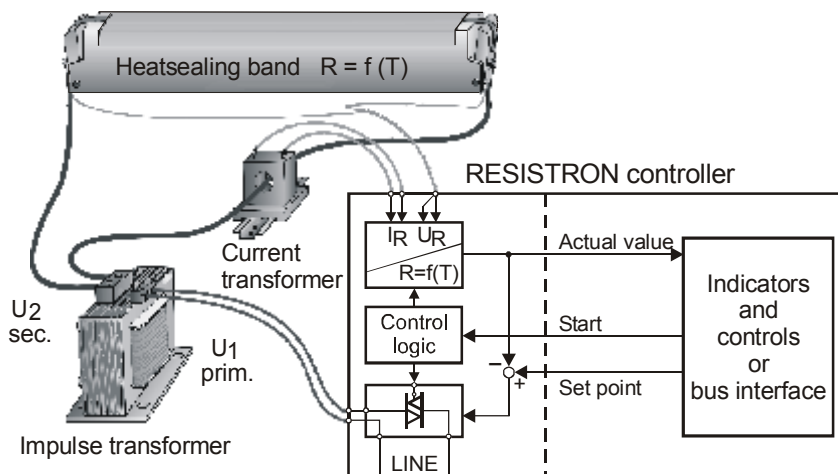 Heatsealing band R = f (T)
RESISTRON controller
IR UR
R=f(T)
Actual value
Current
transformer
Indicators
and
controls
or
bus interface
Control
logic
Start
U2
sec.
U1
prim.
−
+
Set point
Impulse transformer
LINE